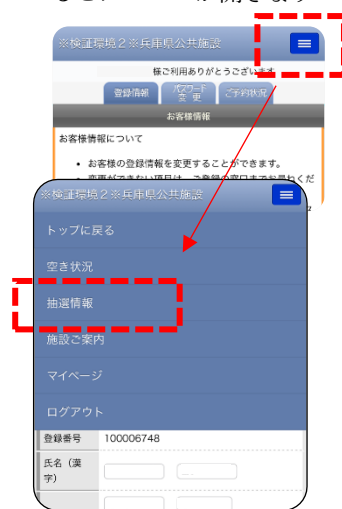 ※検証環境２※兵庫県公共施設
様ご利用ありがとうございます
登録情報
パスワード
変 更
ご予約状況
お客様情報
お客様情報について
• お客様の登録情報を変更することができます。
※検証環境２※兵庫県公共施設
トップに戻る
空き状況
抽選情報
施設ご案内
マイページ
ログアウト
登録番号 100006748
氏名（漢
字）